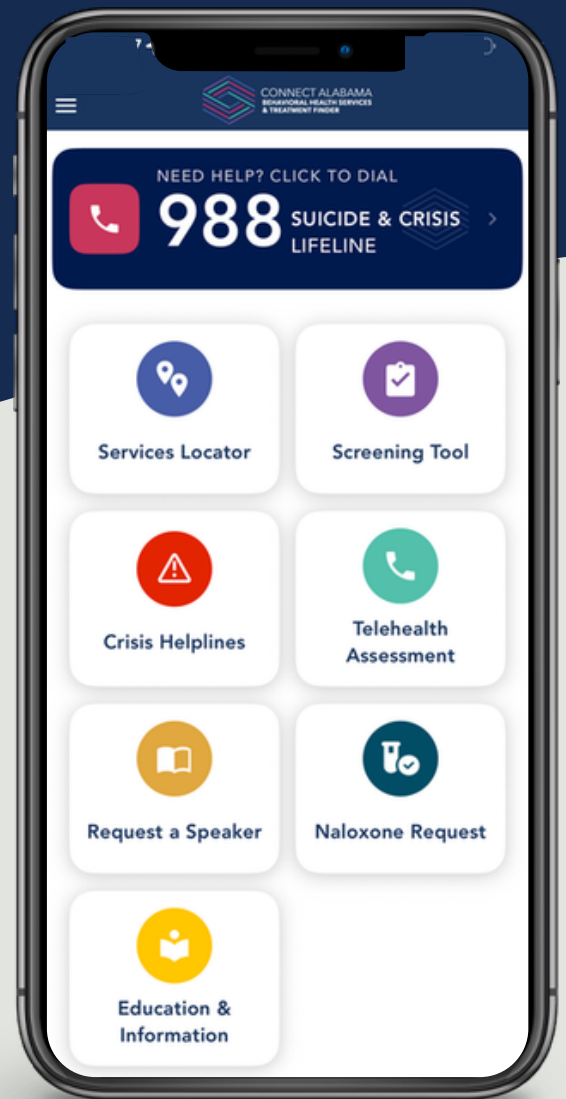 CONNECT ALABAMA
BEHAVIORAL HEALTH SERVICES
& TREATMENT FINDER
NEED HELP? CLICK TO DIAL
988 SUICIDE & CRISIS
LIFELINE
Services Locator
Screening Tool
Crisis Helplines
Telehealth
Assessment
Request a Speaker
Naloxone Request
Education &
Information